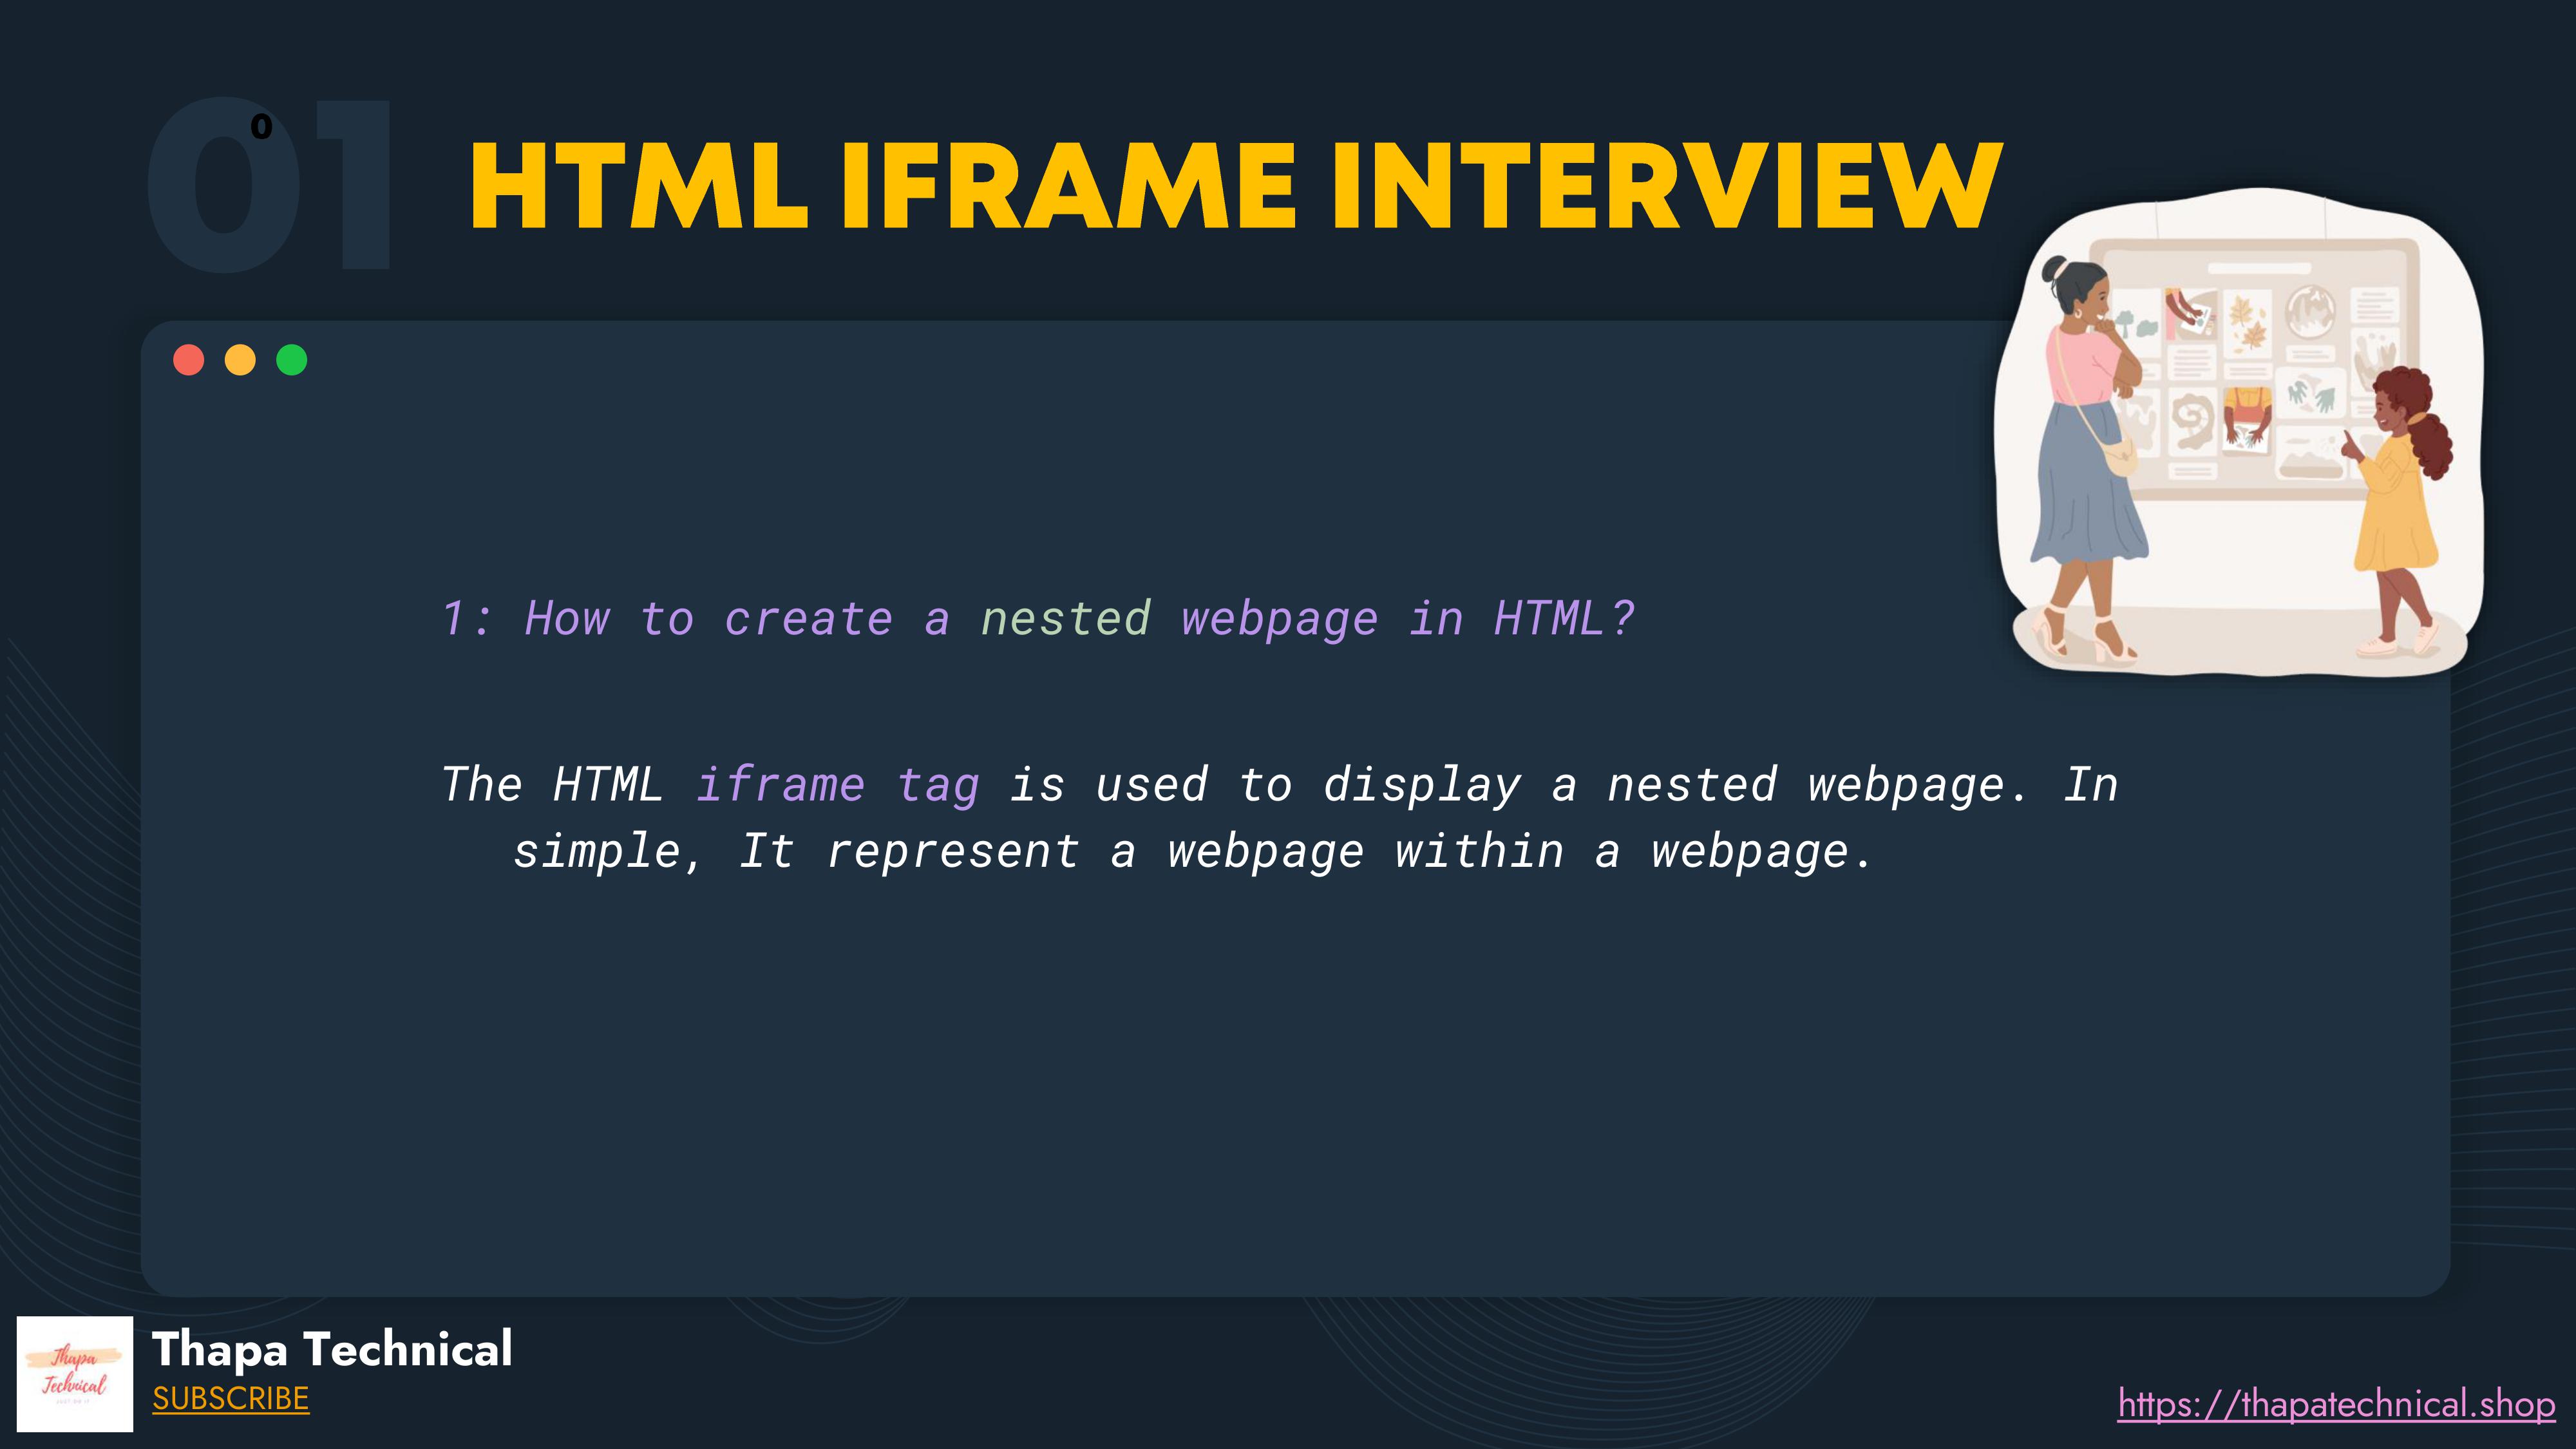 01
0
HTML IFRAME INTERVIEW
1: How to create a nested webpage in HTML?
The HTML iframe tag is used to display a nested webpage. In
simple, It represent a webpage within a webpage.
Thapa
Technical
Thapa Technical
SUBSCRIBE
https://thapatechnical.shop